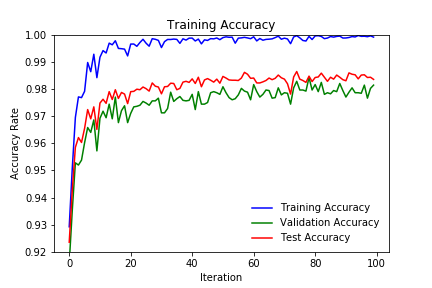 Training Accuracy
1.00
0.99
0.98
0.97
0.96
0.95
0.94
0.93
0.92
Accuracy Rate
Training Accuracy
Validation Accuracy
Test Accuracy
0 20 40 60 80 100
Iteration